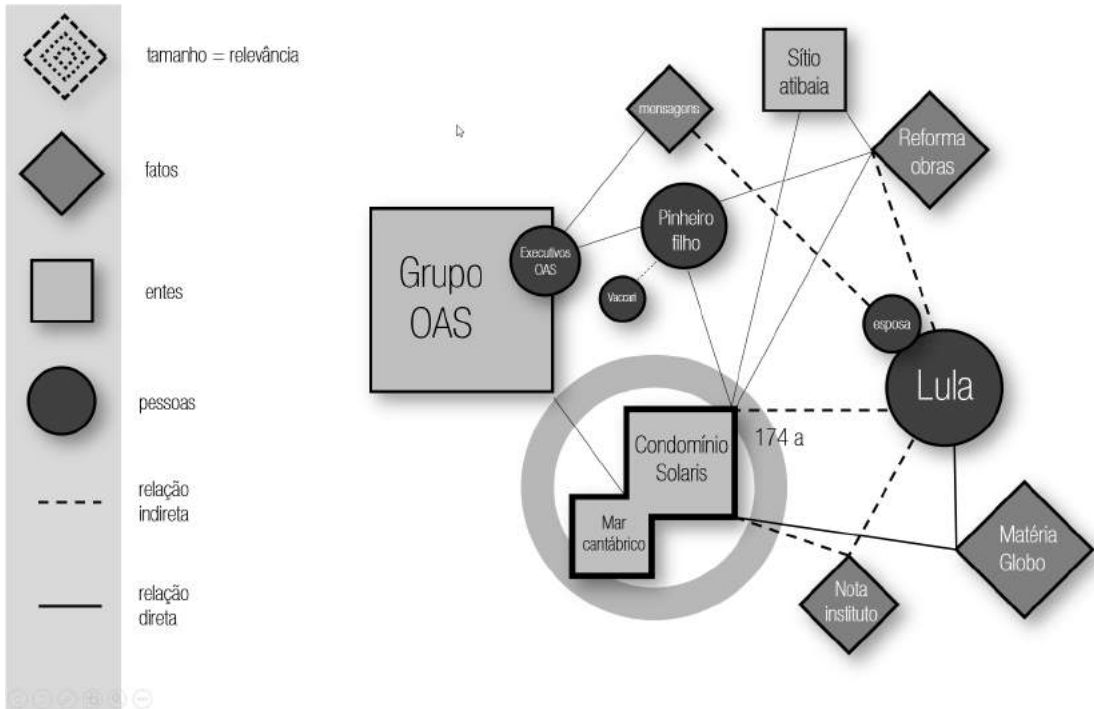 tamanho = relevância
fatos
entes
pessoas
relação
indireta
relação
direta
Sítio
atibaia
mensagens
Reforma
obras
Pinheiro
filho
Executivos
OAS
Grupo
OAS
Vaccari
esposa
Lula
174 a
Condomínio
Solaris
Mar
cantábrico
Matéria
Globo
Nota
instituto